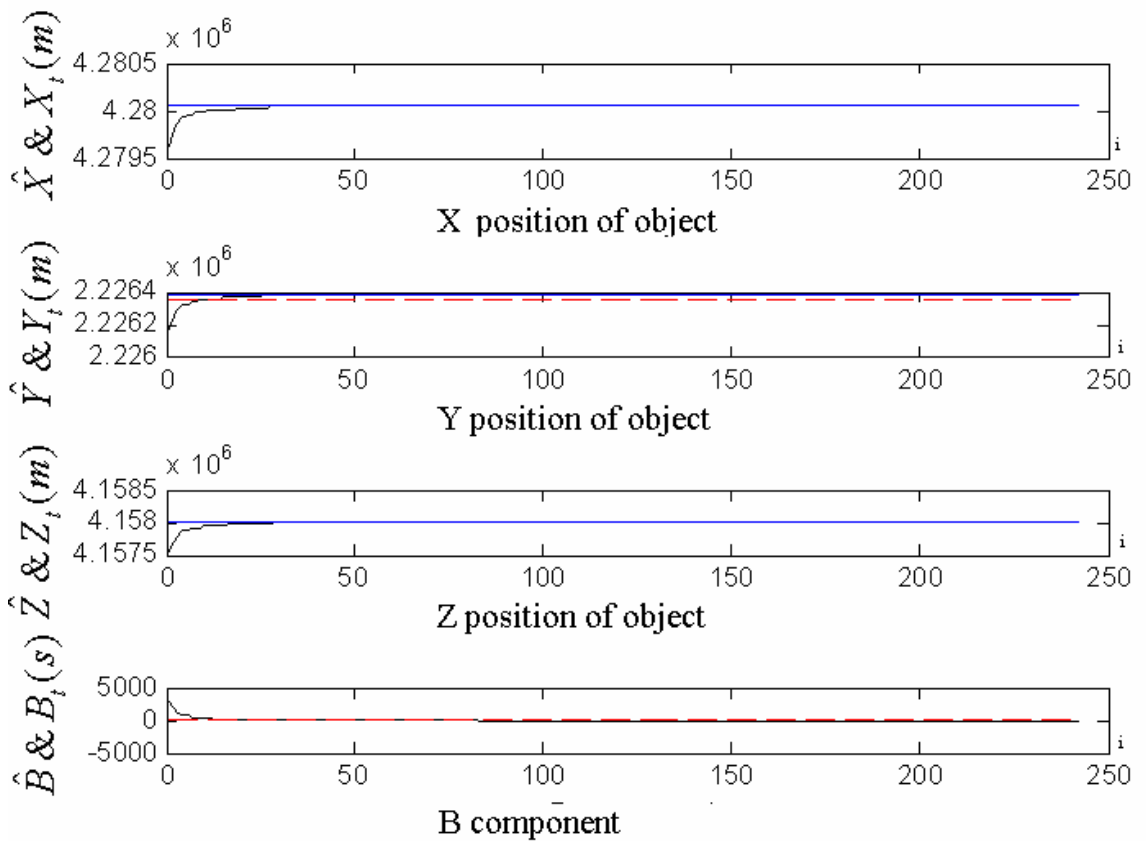 × 10^6
4.2805
4.28
4.2795
X̂ & X_t(m)
0 50 100 150 200 250
i
X position of object
× 10^6
2.2264
2.2262
2.226
Ŷ & Y_t(m)
0 50 100 150 200 250
i
Y position of object
× 10^6
4.1585
4.158
4.1575
Ẑ & Z_t(m)
0 50 100 150 200 250
i
Z position of object
5000
0
-5000
B̂ & B_t(s)
0 50 100 150 200 250
i
B component